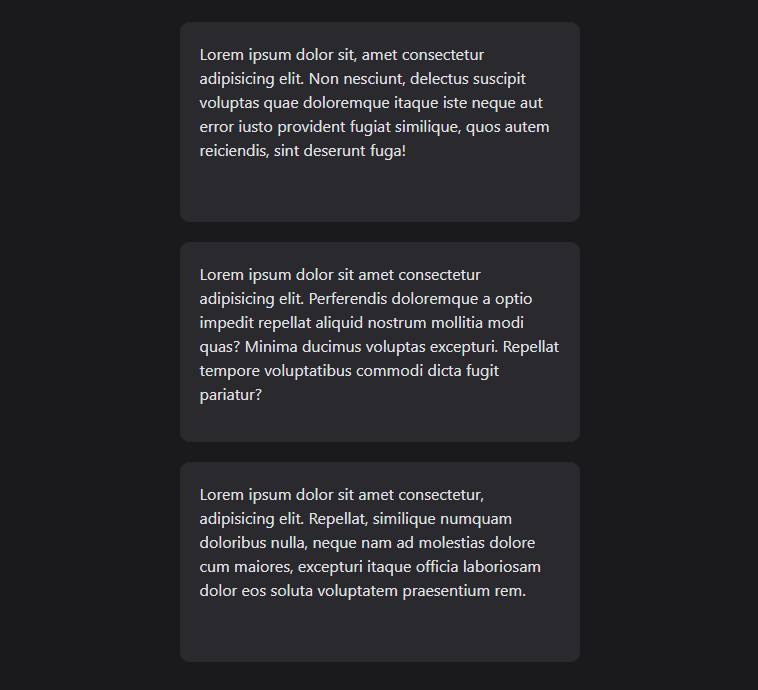 Lorem ipsum dolor sit, amet consectetur
adipisicing elit. Non nesciunt, delectus suscipit
voluptas quae doloremque itaque iste neque aut
error iusto provident fugiat similique, quos autem
reiciendis, sint deserunt fuga!
Lorem ipsum dolor sit amet consectetur
adipisicing elit. Perferendis doloremque a optio
impedit repellat aliquid nostrum mollitia modi
quas? Minima ducimus voluptas excepturi. Repellat
tempore voluptatibus commodi dicta fugit
pariatur?
Lorem ipsum dolor sit amet consectetur,
adipisicing elit. Repellat, similique numquam
doloribus nulla, neque nam ad molestias dolore
cum maiores, excepturi itaque officia laboriosam
dolor eos soluta voluptatem praesentium rem.